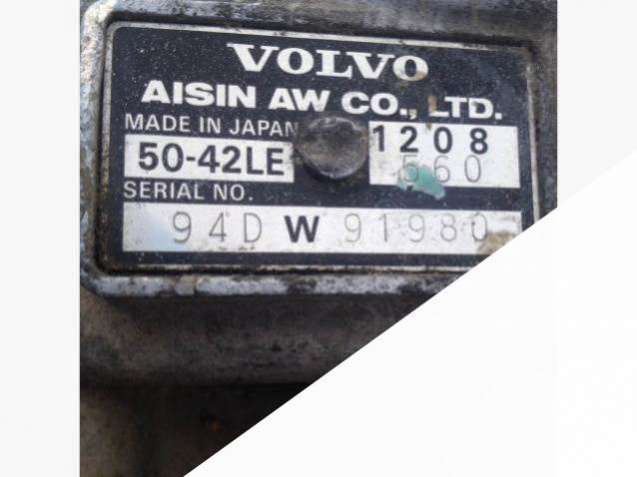 VOLVO
AISIN AW CO., LTD.
MADE IN JAPAN 1208
50-42LE 560
SERIAL NO.
94D W 91980